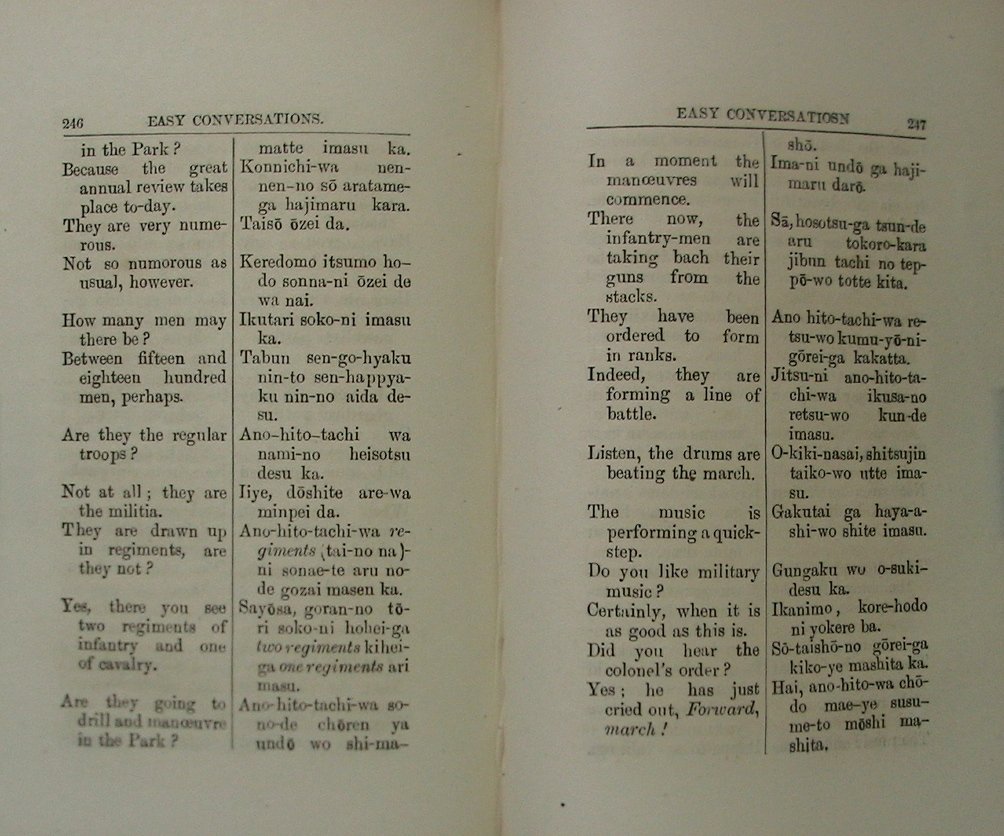 246 EASY CONVERSATIONS.
in the Park ?
Because the great
annual review takes
place to-day.
They are very nume-
rous.
Not so numorous as
usual, however.
How many men may
there be ?
Between fifteen and
eighteen hundred
men, perhaps.
Are they the regular
troops ?
Not at all ; they are
the militia.
They are drawn up
in regiments, are
they not ?
Yes, there you see
two regiments of
infantry and one
of cavalry.
Are they going to
drill and manœuvre
in the Park ?
matte imasu ka.
Konnichi-wa nen-
nen-no sō aratame-
ga hajimaru kara.
Taisō ōzei da.
Keredomo itsumo ho-
do sonna-ni ōzei de
wa nai.
Ikutari soko-ni imasu
ka.
Tabun sen-go-hyaku
nin-to sen-happya-
ku nin-no aida de-
su.
Ano-hito-tachi wa
nami-no heisotsu
desu ka.
Iiye, dōshite are-wa
minpei da.
Ano-hito-tachi-wa re-
giments (tai-no na)-
ni sonae-te aru no-
de gozai masen ka.
Sayōsa, goran-no tō-
ri soko-ni hohei-ga
two regiments kihei-
ga one regiments ari
masu.
Ano-hito-tachi-wa so-
no-de chōren ya
undō wo shi-ma-
EASY CONVERSATIOSN 247
In a moment the
manœuvres will
commence.
There now, the
infantry-men are
taking bach their
guns from the
stacks.
They have been
ordered to form
in ranks.
Indeed, they are
forming a line of
battle.
Listen, the drums are
beating the march.
The music is
performing a quick-
step.
Do you like military
music ?
Certainly, when it is
as good as this is.
Did you hear the
colonel's order ?
Yes ; he has just
cried out, Forward,
march !
shō.
Ima-ni undō ga haji-
maru darō.
Sā, hosotsu-ga tsun-de
aru tokoro-kara
jibun tachi no tep-
pō-wo totte kita.
Ano hito-tachi-wa re-
tsu-wo kumu-yō-ni-
gōrei-ga kakatta.
Jitsu-ni ano-hito-ta-
chi-wa ikusa-no
retsu-wo kun-de
imasu.
O-kiki-nasai, shitsujin
taiko-wo utte ima-
su.
Gakutai ga haya-a-
shi-wo shite imasu.
Gungaku wo o-suki-
desu ka.
Ikanimo, kore-hodo
ni yokere ba.
Sō-taishō-no gōrei-ga
kiko-ye mashita ka.
Hai, ano-hito-wa chō-
do mae-ye susu-
me-to mōshi ma-
shita.